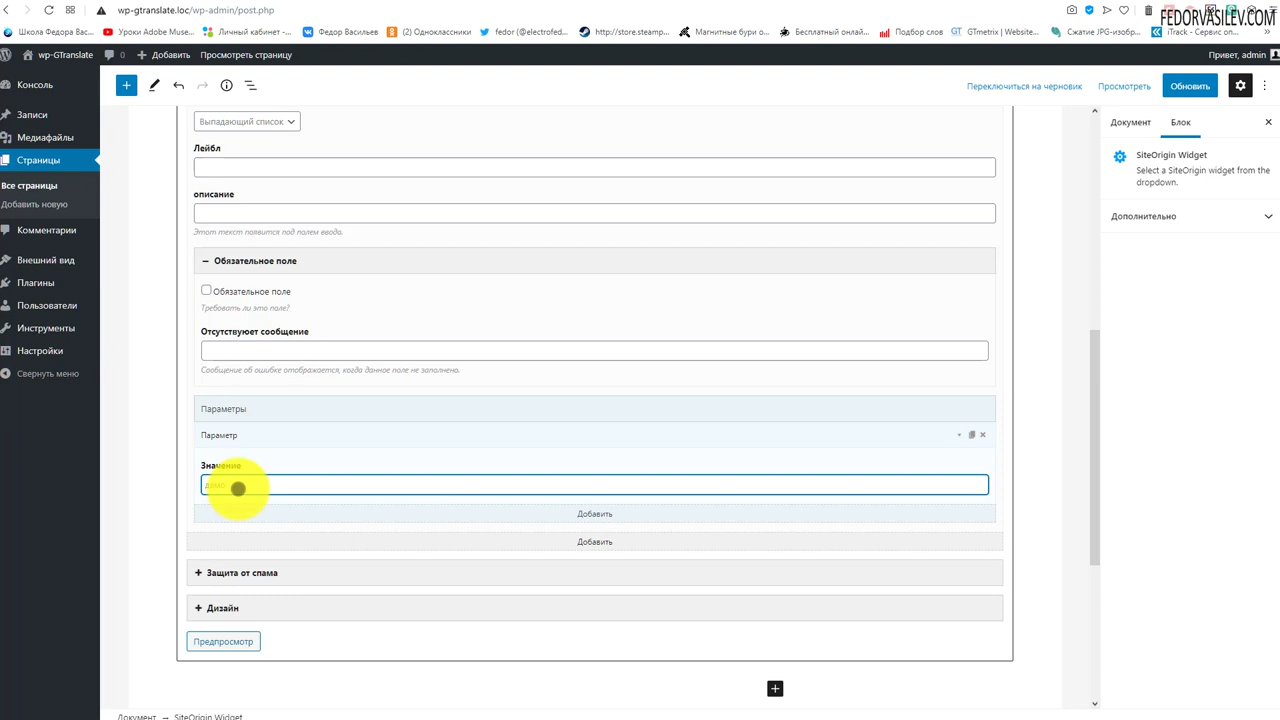 wp-gtranslate.loc/wp-admin/post.php
FEDORVASILEV.COM
Школа Федора Вас...
Уроки Adobe Muse...
Личный кабинет -...
Федор Васильев
(2) Одноклассники
fedor (@electrofed...
http://store.steamp...
Магнитные бури о...
Бесплатный онлай...
Подбор слов
GTmetrix | Website...
Сжатие JPG-изобр...
iTrack - Сервис оп...
wp-GTranslate
0
Добавить
Просмотреть страницу
Привет, admin
Консоль
Записи
Медиафайлы
Страницы
Все страницы
Добавить новую
Комментарии
Внешний вид
Плагины
Пользователи
Инструменты
Настройки
Свернуть меню
Переключиться на черновик
Просмотреть
Обновить
Выпадающий список
Лейбл
описание
Этот текст появится под полем ввода.
Обязательное поле
Обязательное поле
Требовать ли это поле?
Отсутствуюет сообщение
Сообщение об ошибке отображается, когда данное поле не заполнено.
Параметры
Параметр
Значение
Добавить
Добавить
Защита от спама
Дизайн
Предпросмотр
Документ
Блок
SiteOrigin Widget
Select a SiteOrigin widget from the
dropdown.
Дополнительно
Документ → SiteOrigin Widget